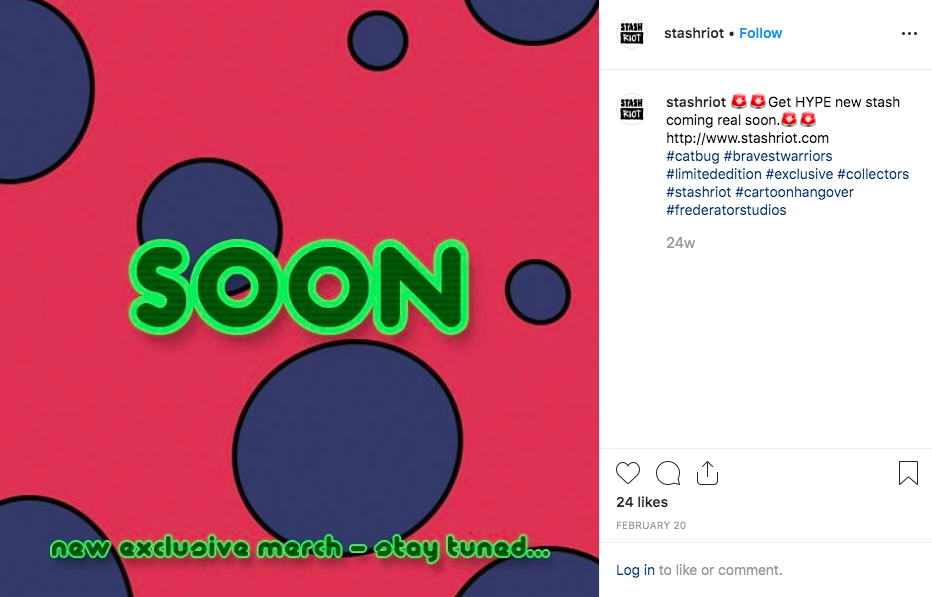 SOON
new exclusive merch – stay tuned...
STASH
RIOT
stashriot • Follow
STASH
RIOT
stashriot 🚨🚨Get HYPE new stash
coming real soon.🚨🚨
http://www.stashriot.com
#catbug #bravestwarriors
#limitededition #exclusive #collectors
#stashriot #cartoonhangover
#frederatorstudios
24w
24 likes
FEBRUARY 20
Log in to like or comment.